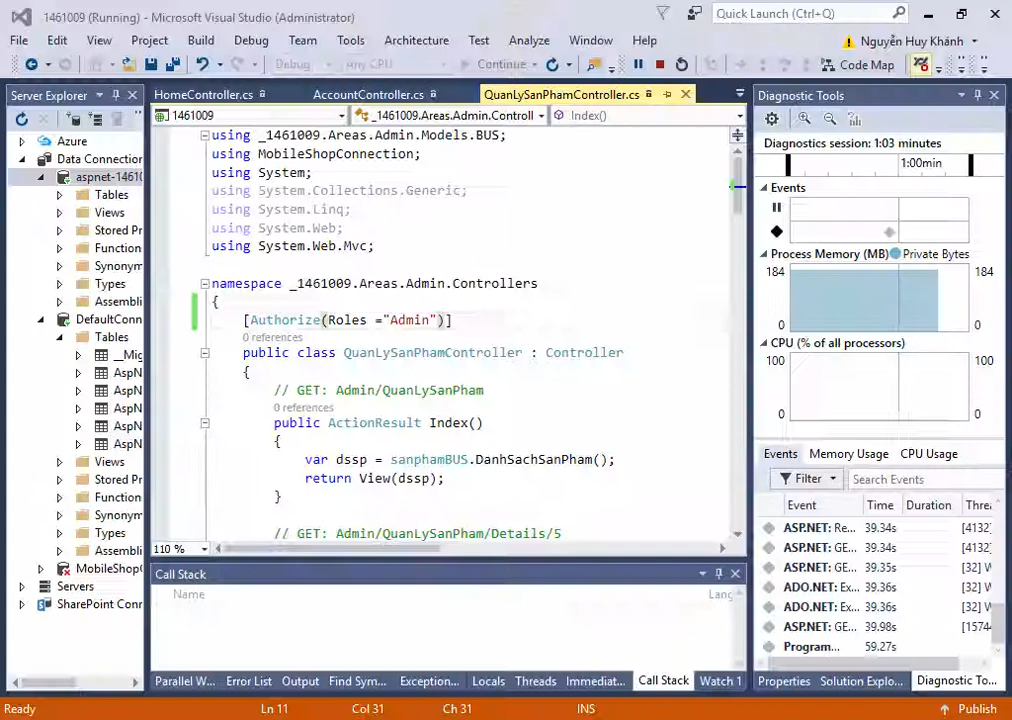 1461009 (Running) - Microsoft Visual Studio (Administrator)
Quick Launch (Ctrl+Q)
File Edit View Project Build Debug Team Tools Architecture Test Analyze Window Help
Nguyễn Huy Khánh
Debug Any CPU Continue Code Map
Server Explorer
HomeController.cs AccountController.cs QuanLySanPhamController.cs
Diagnostic Tools
1461009 _1461009.Areas.Admin.Controll Index()
Azure
Data Connection
aspnet-14610
Tables
Views
Stored Pr
Function
Synonym
Types
Assembli
DefaultConn
Tables
__Mig
AspN
AspN
AspN
AspN
AspN
Views
Stored Pr
Function
Synonym
Types
Assembli
MobileShop
Servers
SharePoint Conn
using _1461009.Areas.Admin.Models.BUS;
using MobileShopConnection;
using System;
using System.Collections.Generic;
using System.Linq;
using System.Web;
using System.Web.Mvc;
namespace _1461009.Areas.Admin.Controllers
{
[Authorize(Roles ="Admin")]
0 references
public class QuanLySanPhamController : Controller
{
// GET: Admin/QuanLySanPham
0 references
public ActionResult Index()
{
var dssp = sanphamBUS.DanhSachSanPham();
return View(dssp);
}
// GET: QuanLySanPham/Details/5
110 %
Call Stack
Name Lang
Parallel W... Error List Output Find Sym... Exception... Locals Threads Immediat... Call Stack Watch 1
Diagnostics session: 1:03 minutes
1:00min
Events
Process Memory (MB) Private Bytes
184 184
0 0
CPU (% of all processors)
100 100
0 0
Events Memory Usage CPU Usage
Filter Search Events
Event Time Duration Threa
ASP.NET: Re... 39.34s [4132]
ASP.NET: GE... 39.34s [4132]
ASP.NET: GE... 39.35s [32] W
ADO.NET: Ex... 39.36s [32] W
ADO.NET: Ex... 39.36s [32] W
ASP.NET: GE... 39.98s [15744
Program... 59.27s
Properties Solution Explo... Diagnostic To...
Ready Ln 11 Col 31 Ch 31 INS Publish